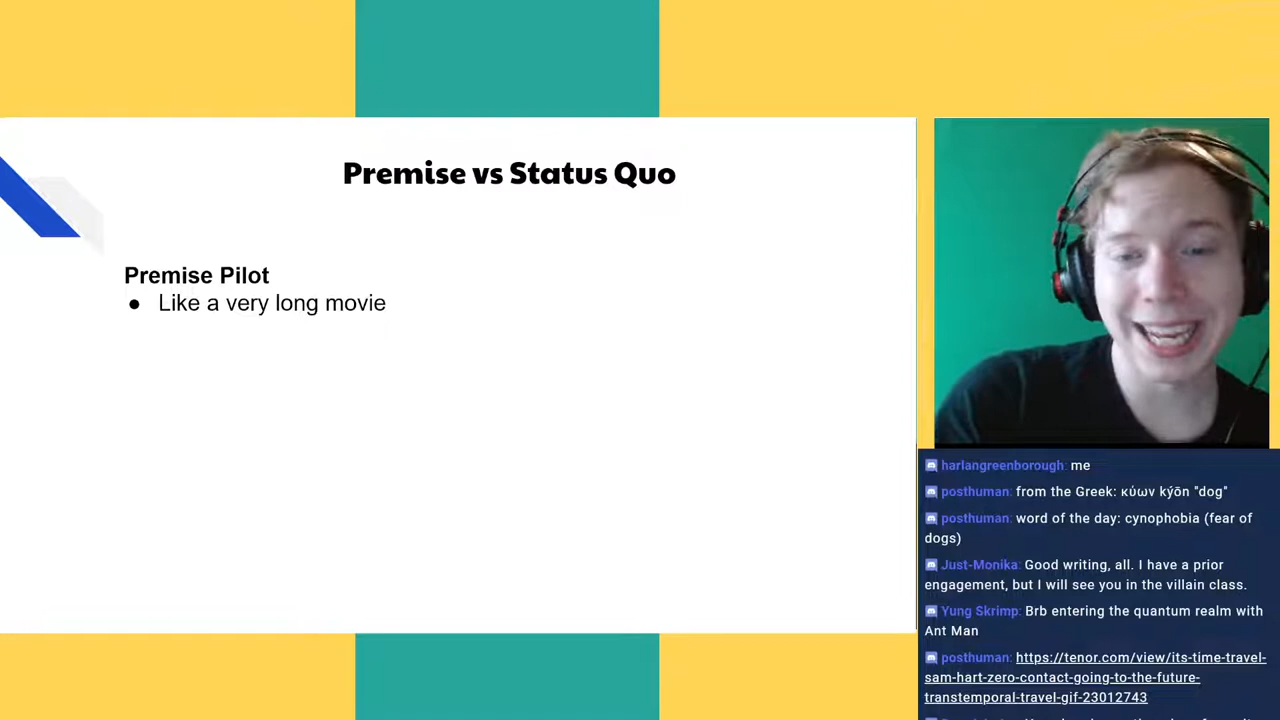 Premise vs Status Quo
Premise Pilot
● Like a very long movie
harlangreenborough: me
posthuman: from the Greek: κύων kýōn "dog"
posthuman: word of the day: cynophobia (fear of
dogs)
Just-Monika: Good writing, all. I have a prior
engagement, but I will see you in the villain class.
Yung Skrimp: Brb entering the quantum realm with
Ant Man
posthuman: https://tenor.com/view/its-time-travel-
sam-hart-zero-contact-going-to-the-future-
transtemporal-travel-gif-23012743